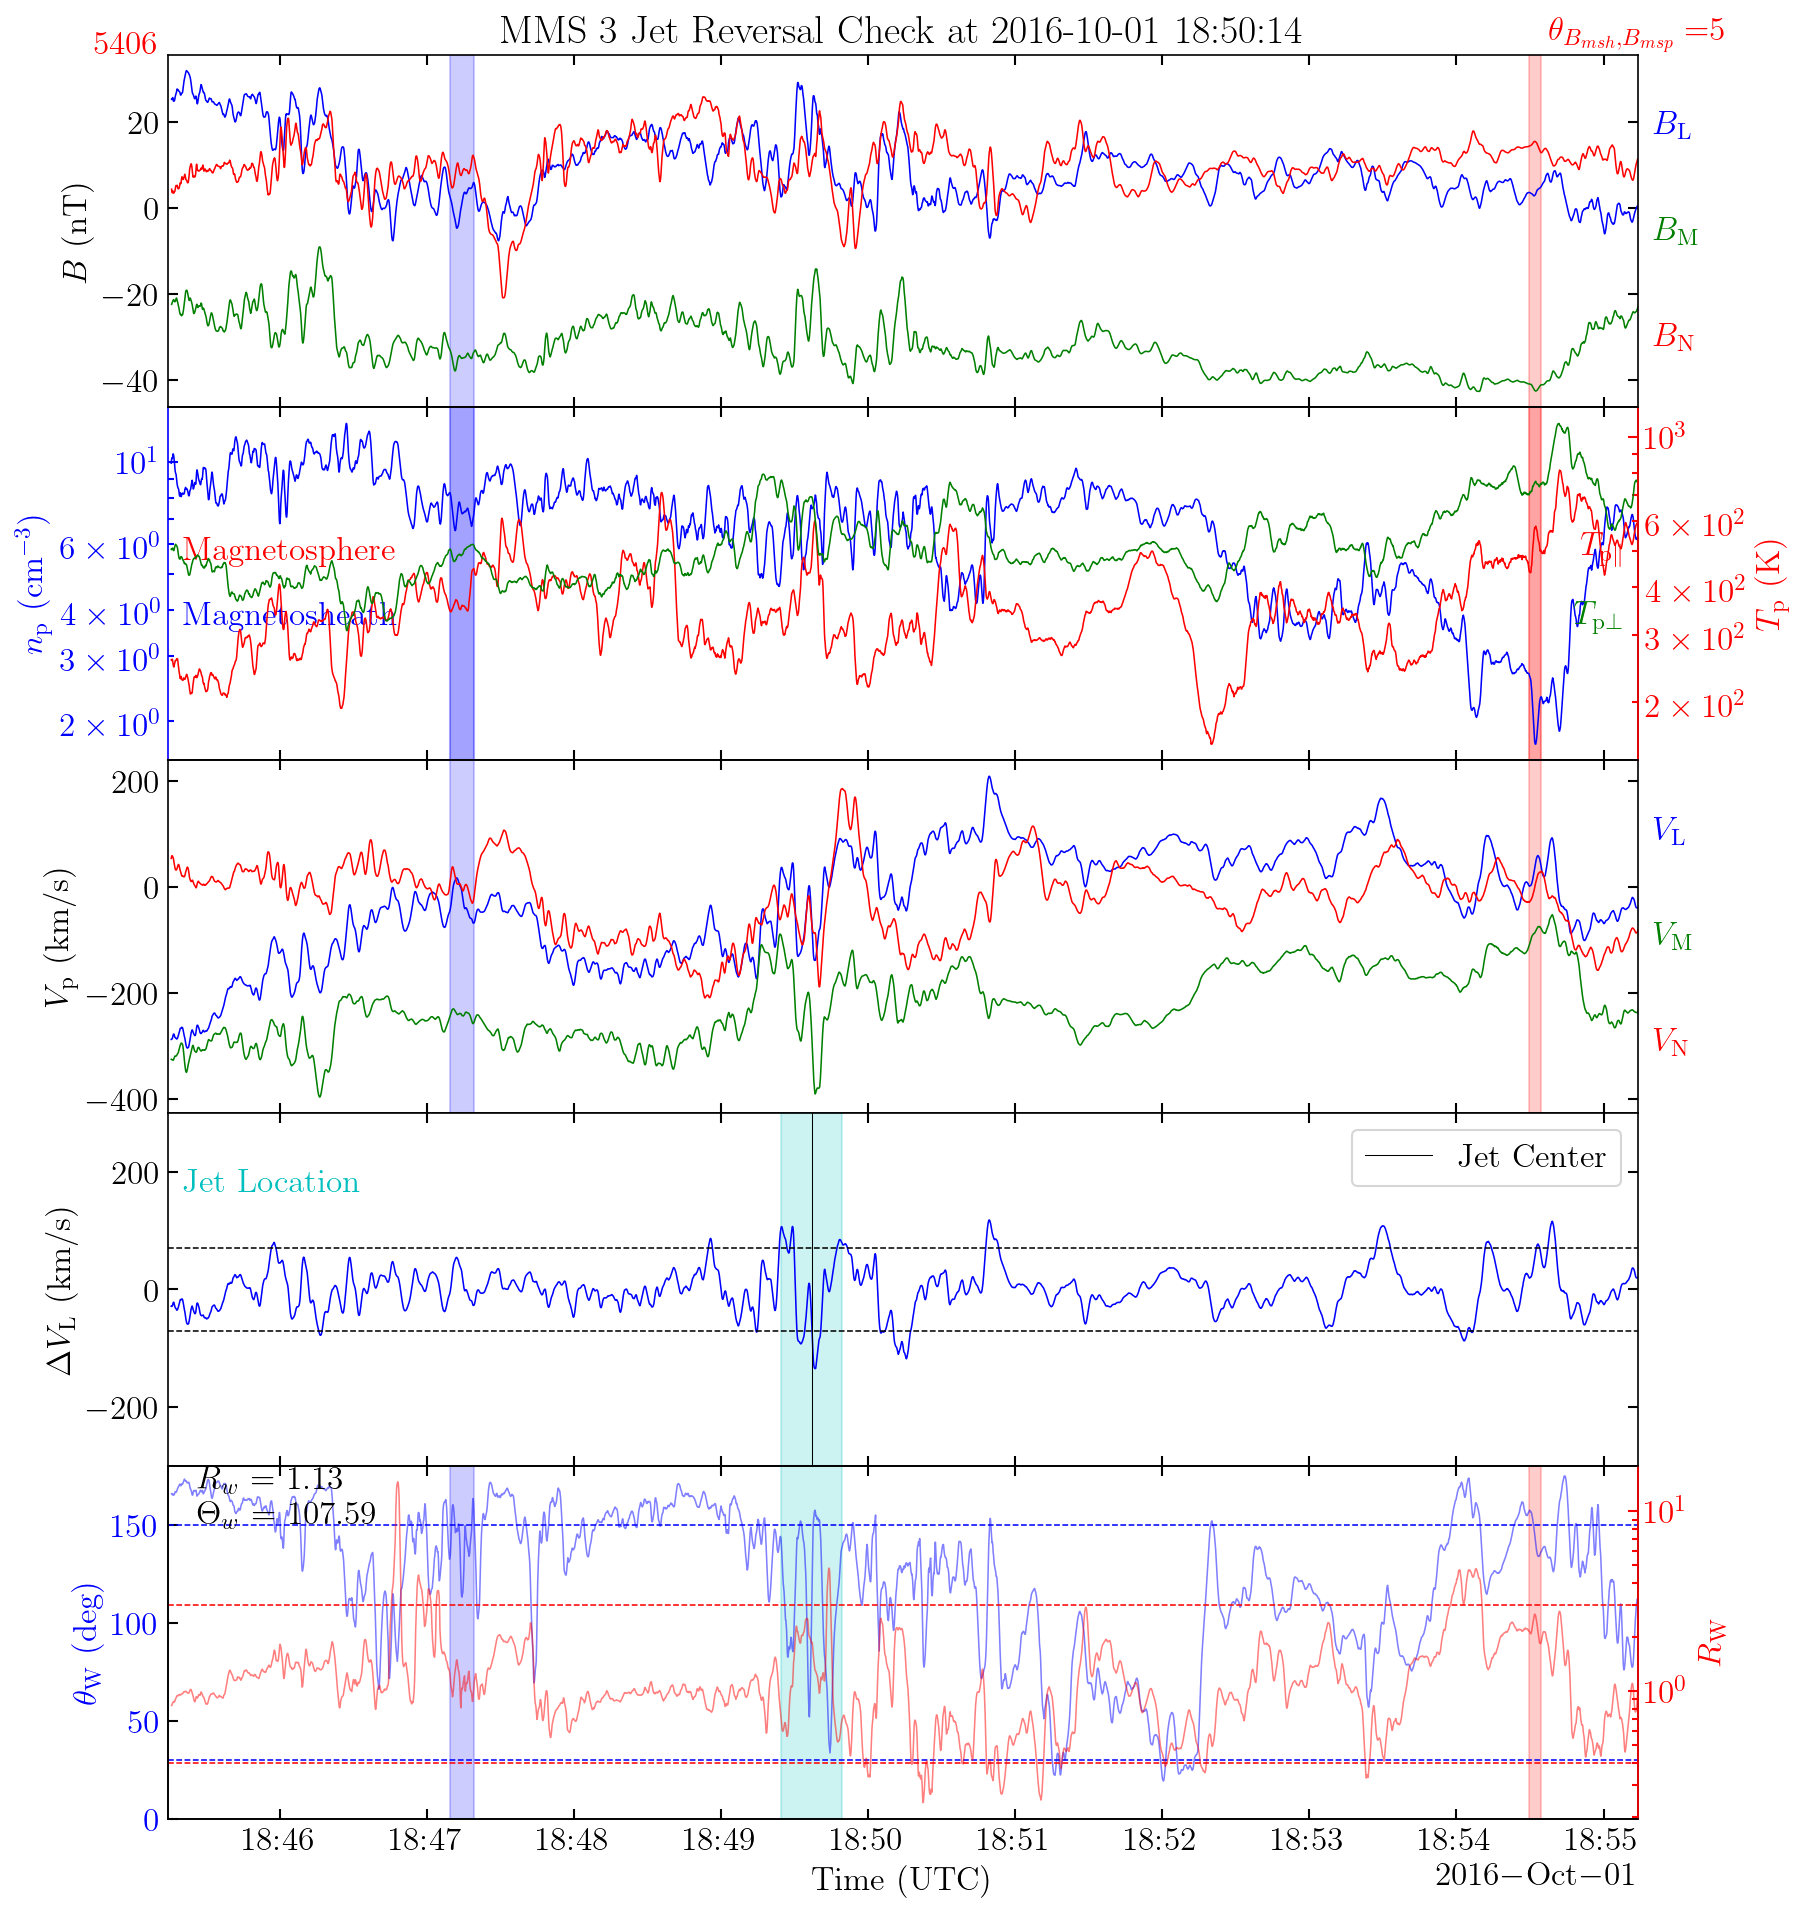 MMS 3 Jet Reversal Check at 2016-10-01 18:50:14
5406
θ_{B_{msh},B_{msp}} =5
20
0
−20
−40
B (nT)
B_L
B_M
B_N
10^1
6 × 10^0
4 × 10^0
3 × 10^0
2 × 10^0
n_p (cm^{−3})
Magnetosphere
Magnetosheath
10^3
6 × 10^2
4 × 10^2
3 × 10^2
2 × 10^2
T_p (K)
T_{p∥}
T_{p⊥}
200
0
−200
−400
V_p (km/s)
V_L
V_M
V_N
200
0
−200
ΔV_L (km/s)
Jet Location
Jet Center
R_w = 1.13
Θ_w = 107.59
150
100
50
0
θ_W (deg)
10^1
10^0
R_W
18:46 18:47 18:48 18:49 18:50 18:51 18:52 18:53 18:54 18:55
Time (UTC)
2016−Oct−01